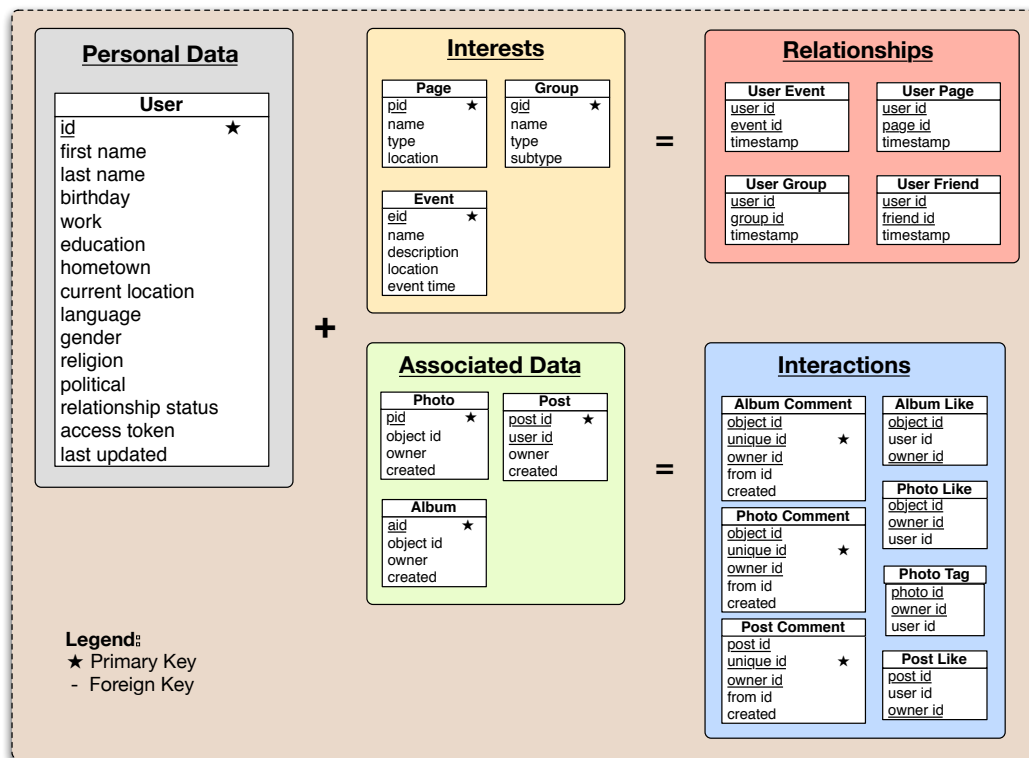 Personal Data
User
id ★
first name
last name
birthday
work
education
hometown
current location
language
gender
religion
political
relationship status
access token
last updated
+
Interests
Page
pid ★
name
type
location
Group
gid ★
name
type
subtype
Event
eid ★
name
description
location
event time
=
Relationships
User Event
user id
event id
timestamp
User Page
user id
page id
timestamp
User Group
user id
group id
timestamp
User Friend
user id
friend id
timestamp
Associated Data
Photo
pid ★
object id
owner
created
Post
post id ★
user id
owner
created
Album
aid ★
object id
owner
created
=
Interactions
Album Comment
object id
unique id ★
owner id
from id
created
Album Like
object id
user id
owner id
Photo Comment
object id
unique id ★
owner id
from id
created
Photo Like
object id
owner id
user id
Photo Tag
photo id
owner id
user id
Post Comment
post id
unique id ★
owner id
from id
created
Post Like
post id
user id
owner id
Legend:
★ Primary Key
- Foreign Key